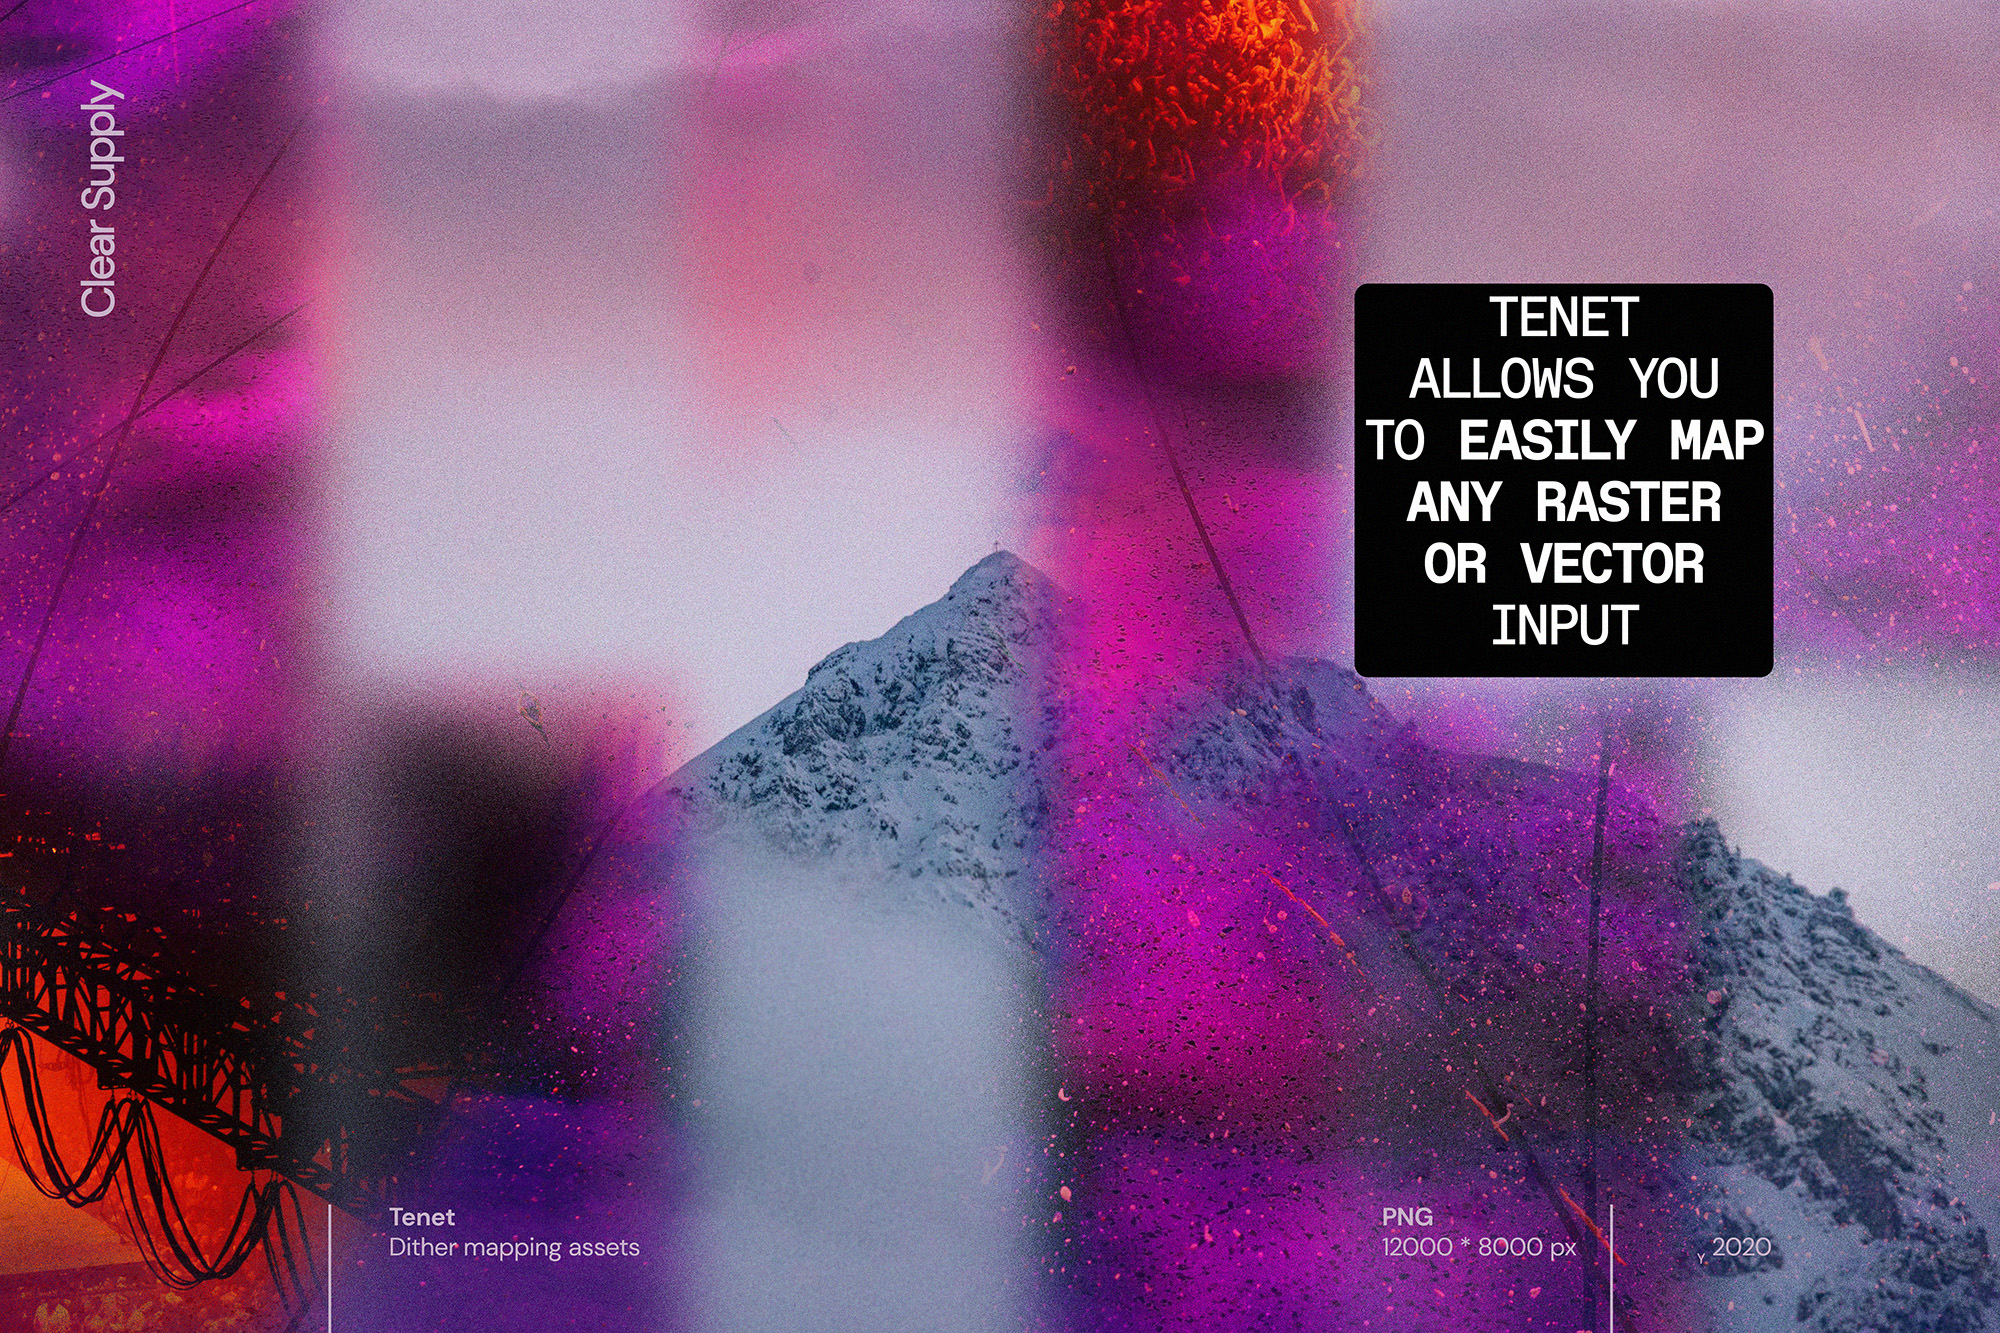 Clear Supply
TENET
ALLOWS YOU
TO EASILY MAP
ANY RASTER
OR VECTOR
INPUT
Tenet
Dither mapping assets
PNG
12000 * 8000 px
Y 2020